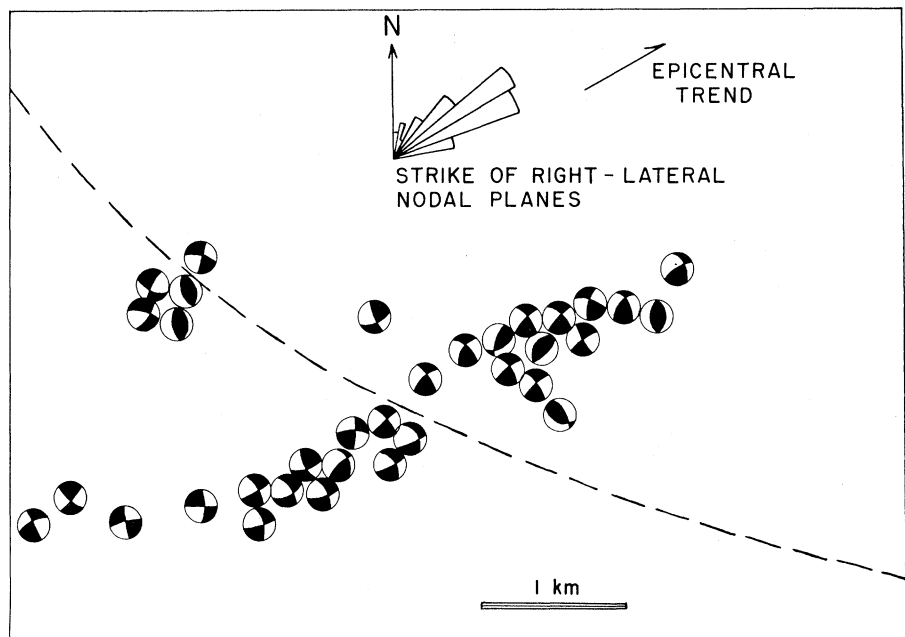 N
EPICENTRAL
TREND
STRIKE OF RIGHT-LATERAL
NODAL PLANES
1 km